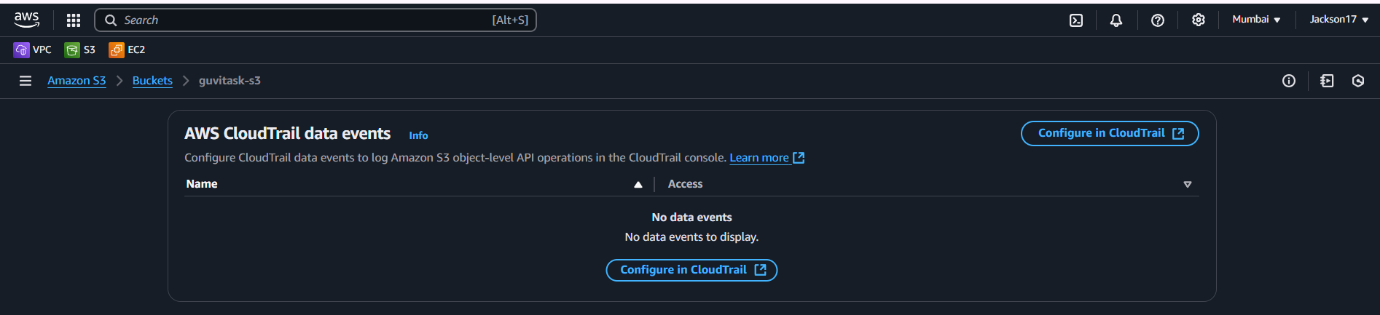 aws Search [Alt+S] Mumbai Jackson17
VPC S3 EC2
Amazon S3 Buckets guvitask-s3
AWS CloudTrail data events Info Configure in CloudTrail
Configure CloudTrail data events to log Amazon S3 object-level API operations in the CloudTrail console. Learn more
Name Access
No data events
No data events to display.
Configure in CloudTrail